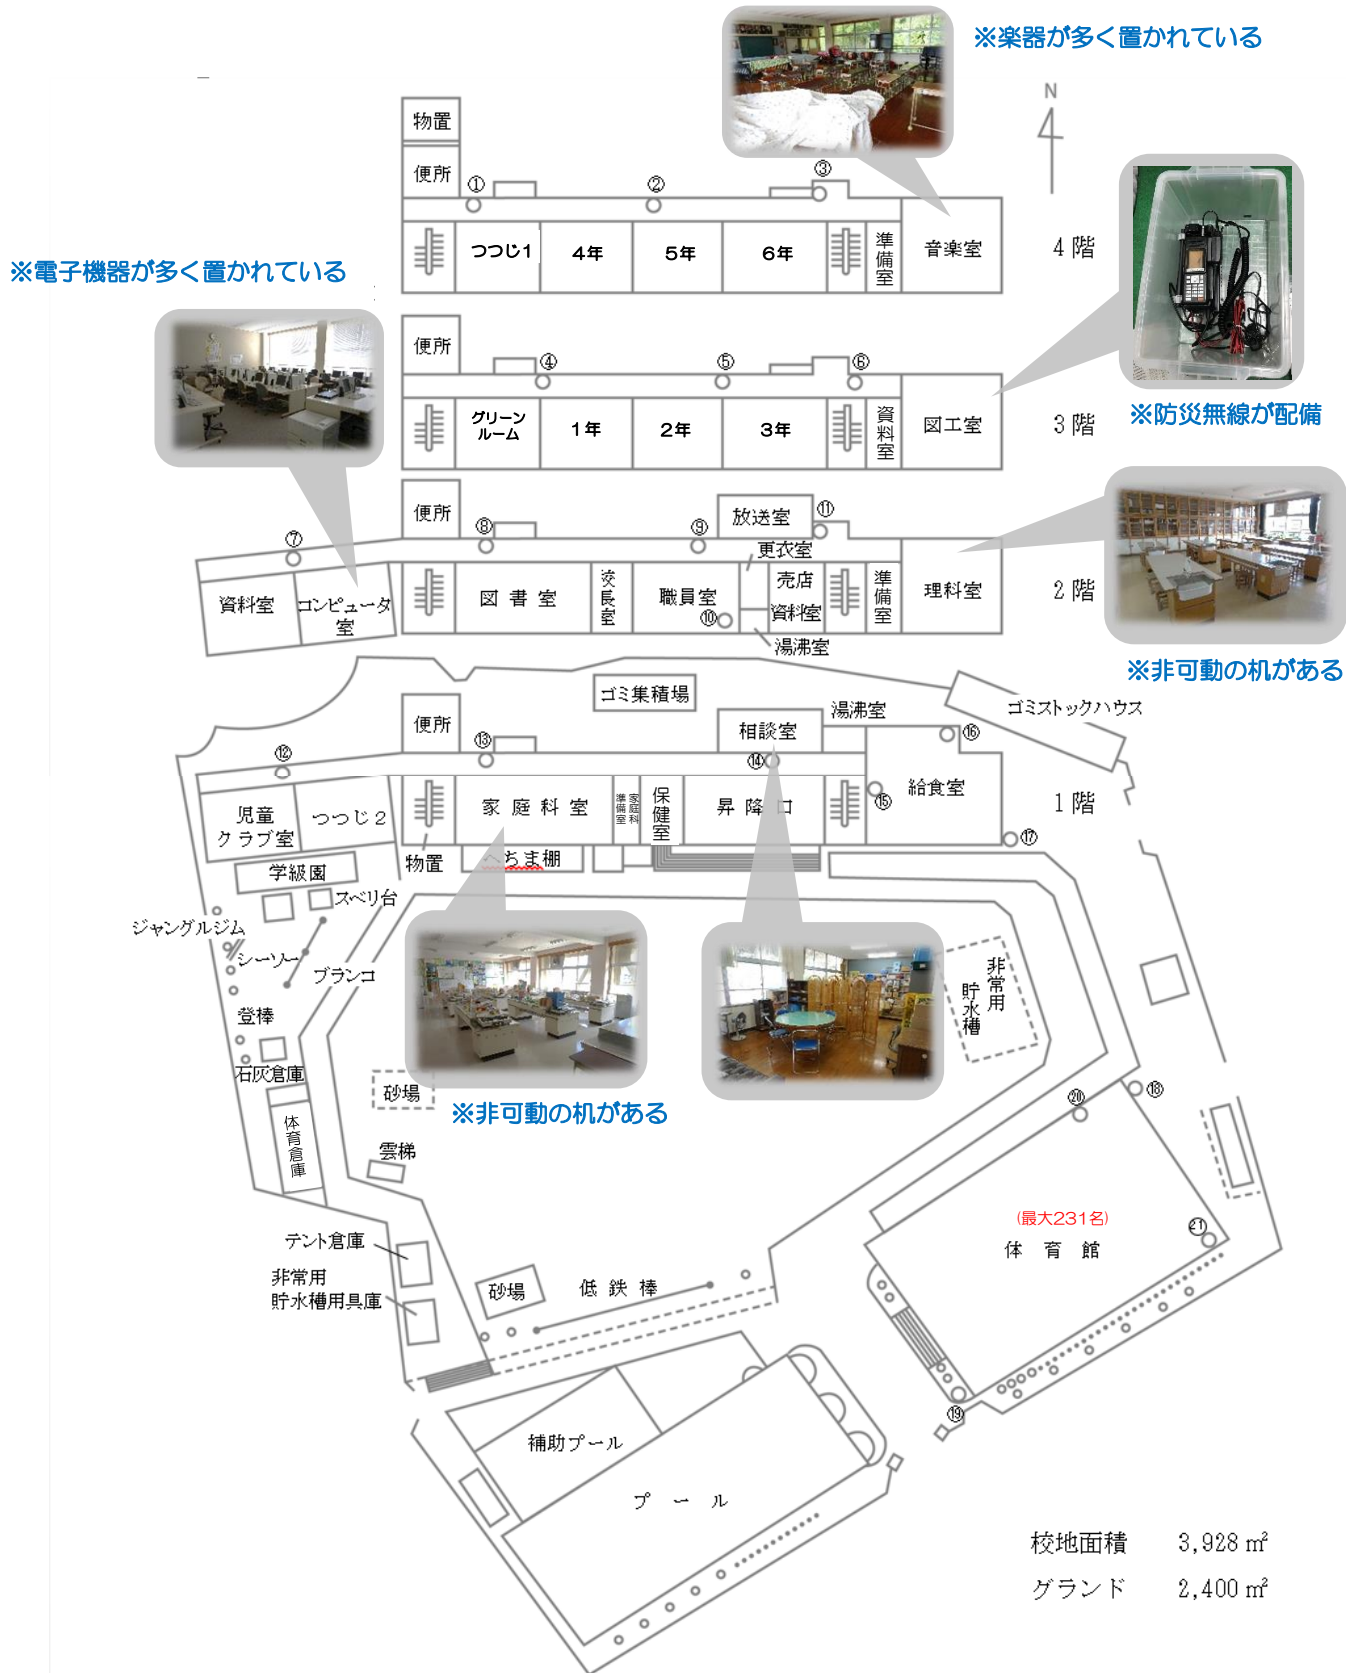 ※楽器が多く置かれている
N
物置
便所
①
②
③
つつじ1
4年
5年
6年
準備室
音楽室
4階
※電子機器が多く置かれている
便所
④
⑤
⑥
グリーン
ルーム
1年
2年
3年
資料室
図工室
3階
※防災無線が配備
便所
⑦
⑧
⑨
放送室
⑪
更衣室
資料室
コンピュータ
室
図書室
校長室
職員室
⑩
売店
資料室
準備室
理科室
2階
湯沸室
※非可動の机がある
ゴミ集積場
ゴミストックハウス
便所
⑫
⑬
相談室
⑭
湯沸室
⑯
児童
クラブ室
つつじ2
家庭科室
家庭科
準備室
保健室
昇降口
⑮
給食室
1階
⑰
物置
へちま棚
学級園
スベリ台
ジャングルジム
シーソー
ブランコ
登棒
石灰倉庫
体育倉庫
砂場
雲梯
※非可動の机がある
非常用
貯水槽
⑱
⑳
(最大231名)
体育館
㉑
テント倉庫
非常用
貯水槽用具庫
砂場
低鉄棒
⑲
補助プール
プール
校地面積 3,928㎡
グランド 2,400㎡